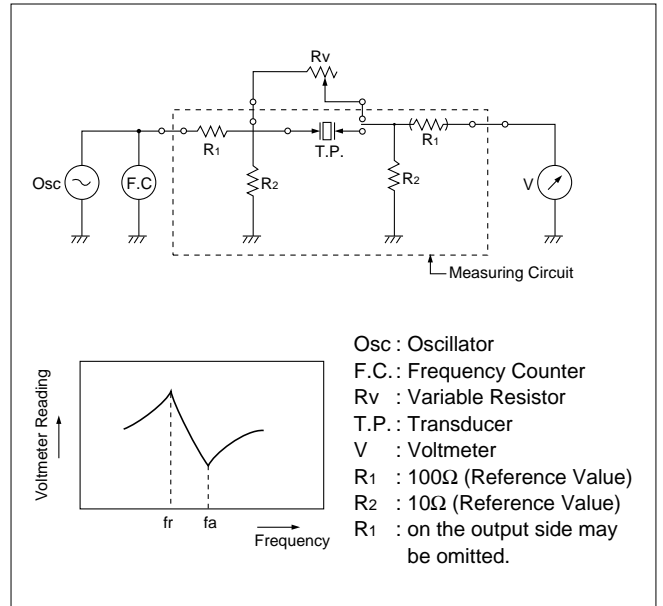 Rv
R1
T.P.
R1
Osc
F.C
R2
R2
V
Measuring Circuit
Voltmeter Reading
fr
fa
Frequency
Osc : Oscillator
F.C. : Frequency Counter
Rv : Variable Resistor
T.P. : Transducer
V : Voltmeter
R1 : 100Ω (Reference Value)
R2 : 10Ω (Reference Value)
R1 : on the output side may
be omitted.